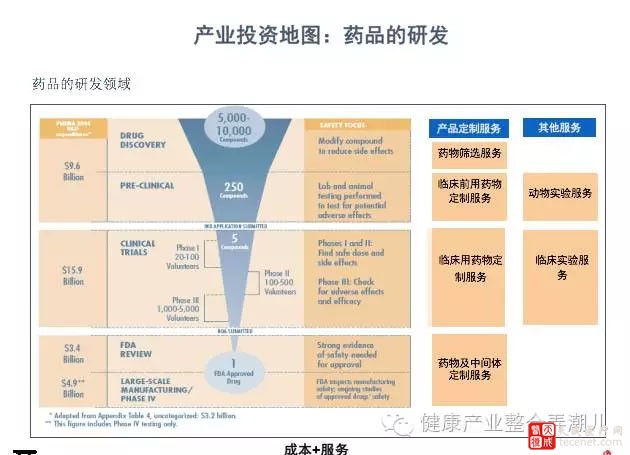 产业投资地图：药品的研发
药品的研发领域
5,000-
10,000
Compounds
SAFETY FOCUS
产品定制服务
其他服务
DRUG
DISCOVERY
$9.6
Billion
Modify compound
to reduce side effects
药物筛选服务
PRE-CLINICAL
250
Compounds
Lab and animal
testing performed
to test for potential
adverse effects
临床前用药物
定制服务
动物实验服务
IND APPLICATION SUBMITTED
CLINICAL
TRIALS
$15.9
Billion
5
Compounds
Phase I
20-100
Volunteers
Phase II
100-500
Volunteers
Phase III
1,000-5,000
Volunteers
Phases I and II:
Find safe dose and
side effects
Phase III: Check
for adverse effects
and efficacy
临床用药物定
制服务
临床实验服
务
SUBMITTED
$3.4
Billion
FDA
REVIEW
1
FDA Approved
Drug
Strong evidence
of safety needed
for approval
药物及中间体
定制服务
$4.9**
Billion
LARGE-SCALE
MANUFACTURING/
PHASE IV
FDA inspects manufacturing
safety; ongoing studies
of approved drugs' safety
* Adapted from Appendix Table 4, uncategorized: $3.2 billion.
** This figure includes Phase IV testing only.
健康产业整合弄潮儿
tecenet.com
成本+服务